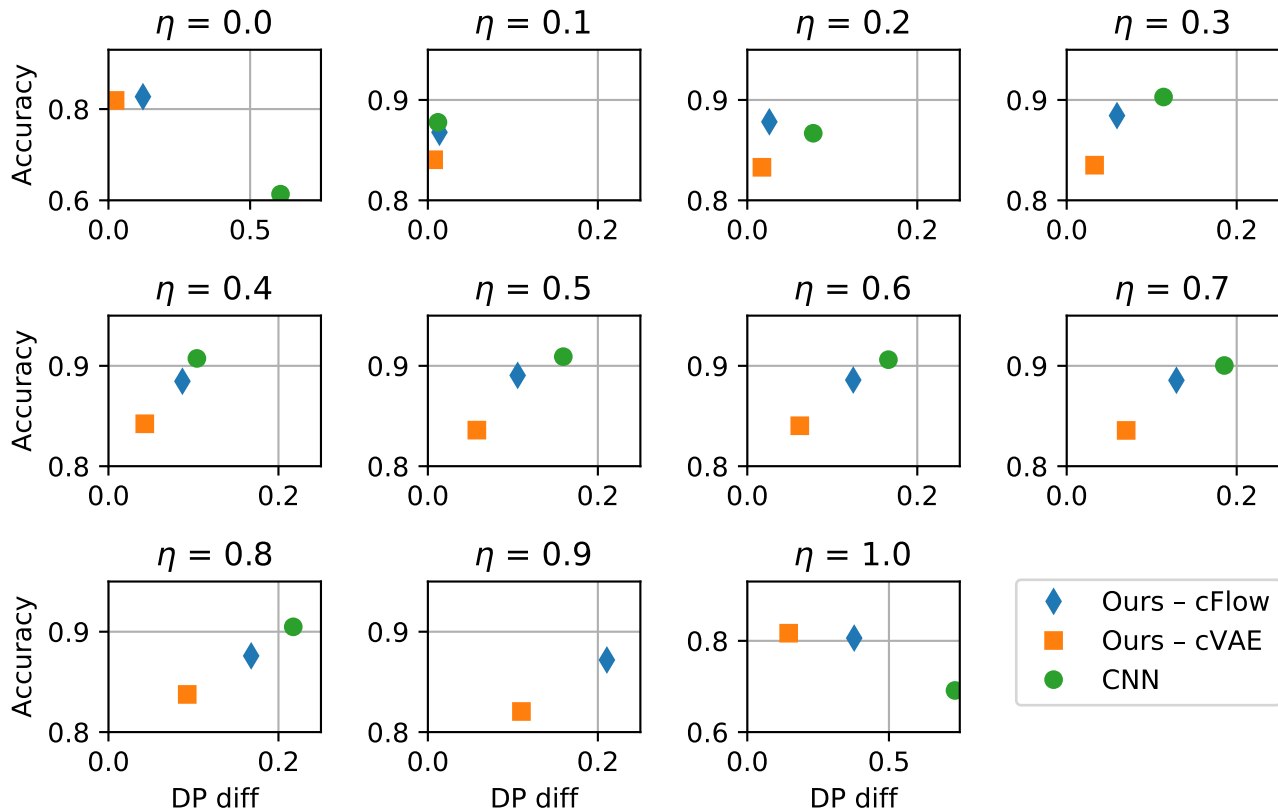 η = 0.0
η = 0.1
η = 0.2
η = 0.3
Accuracy
0.8
0.6
0.0
0.5
0.9
0.8
0.0
0.2
0.9
0.8
0.0
0.2
0.9
0.8
0.0
0.2
η = 0.4
η = 0.5
η = 0.6
η = 0.7
Accuracy
0.9
0.8
0.0
0.2
0.9
0.8
0.0
0.2
0.9
0.8
0.0
0.2
0.9
0.8
0.0
0.2
η = 0.8
η = 0.9
η = 1.0
Accuracy
0.9
0.8
0.0
0.2
DP diff
0.9
0.8
0.0
0.2
DP diff
0.8
0.6
0.0
0.5
DP diff
Ours – cFlow
Ours – cVAE
CNN